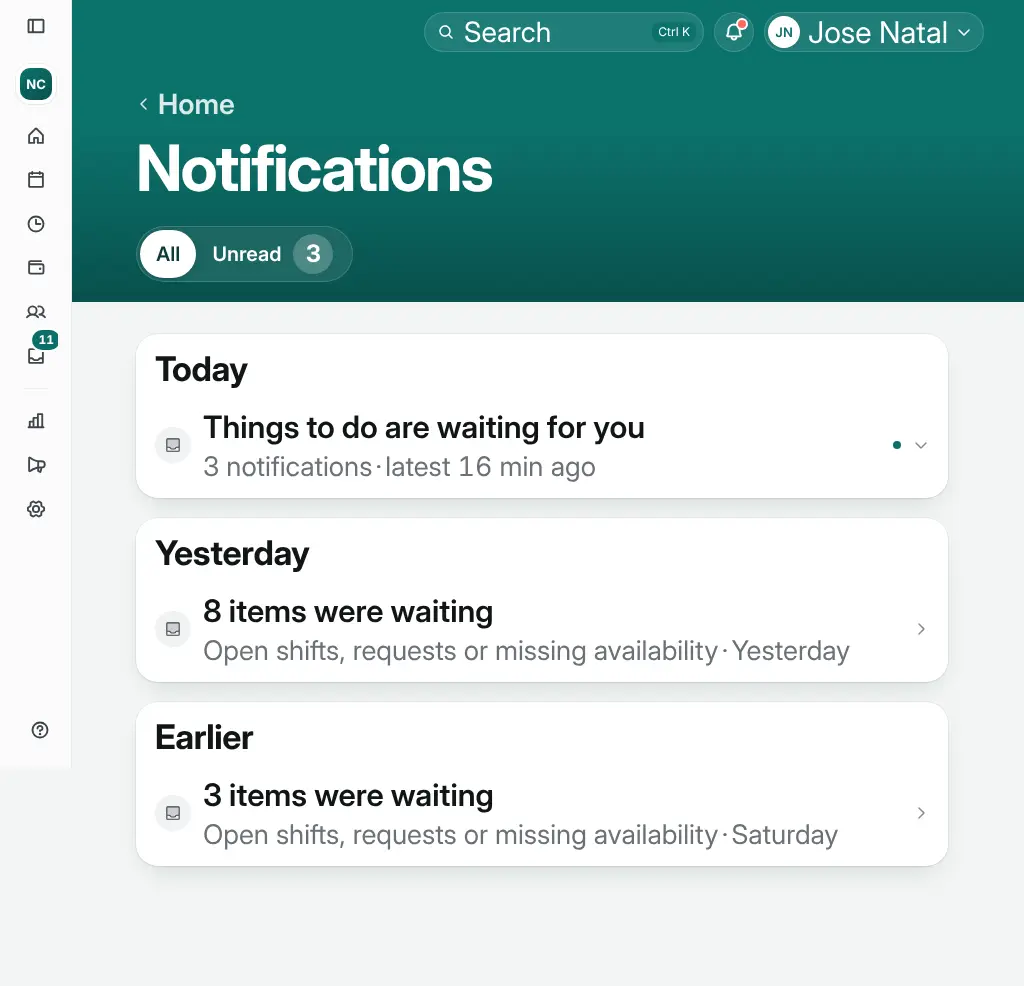 Search Ctrl K
JN Jose Natal
NC
Home
Notifications
All Unread 3
11
Today
Things to do are waiting for you
3 notifications · latest 16 min ago
Yesterday
8 items were waiting
Open shifts, requests or missing availability · Yesterday
Earlier
3 items were waiting
Open shifts, requests or missing availability · Saturday